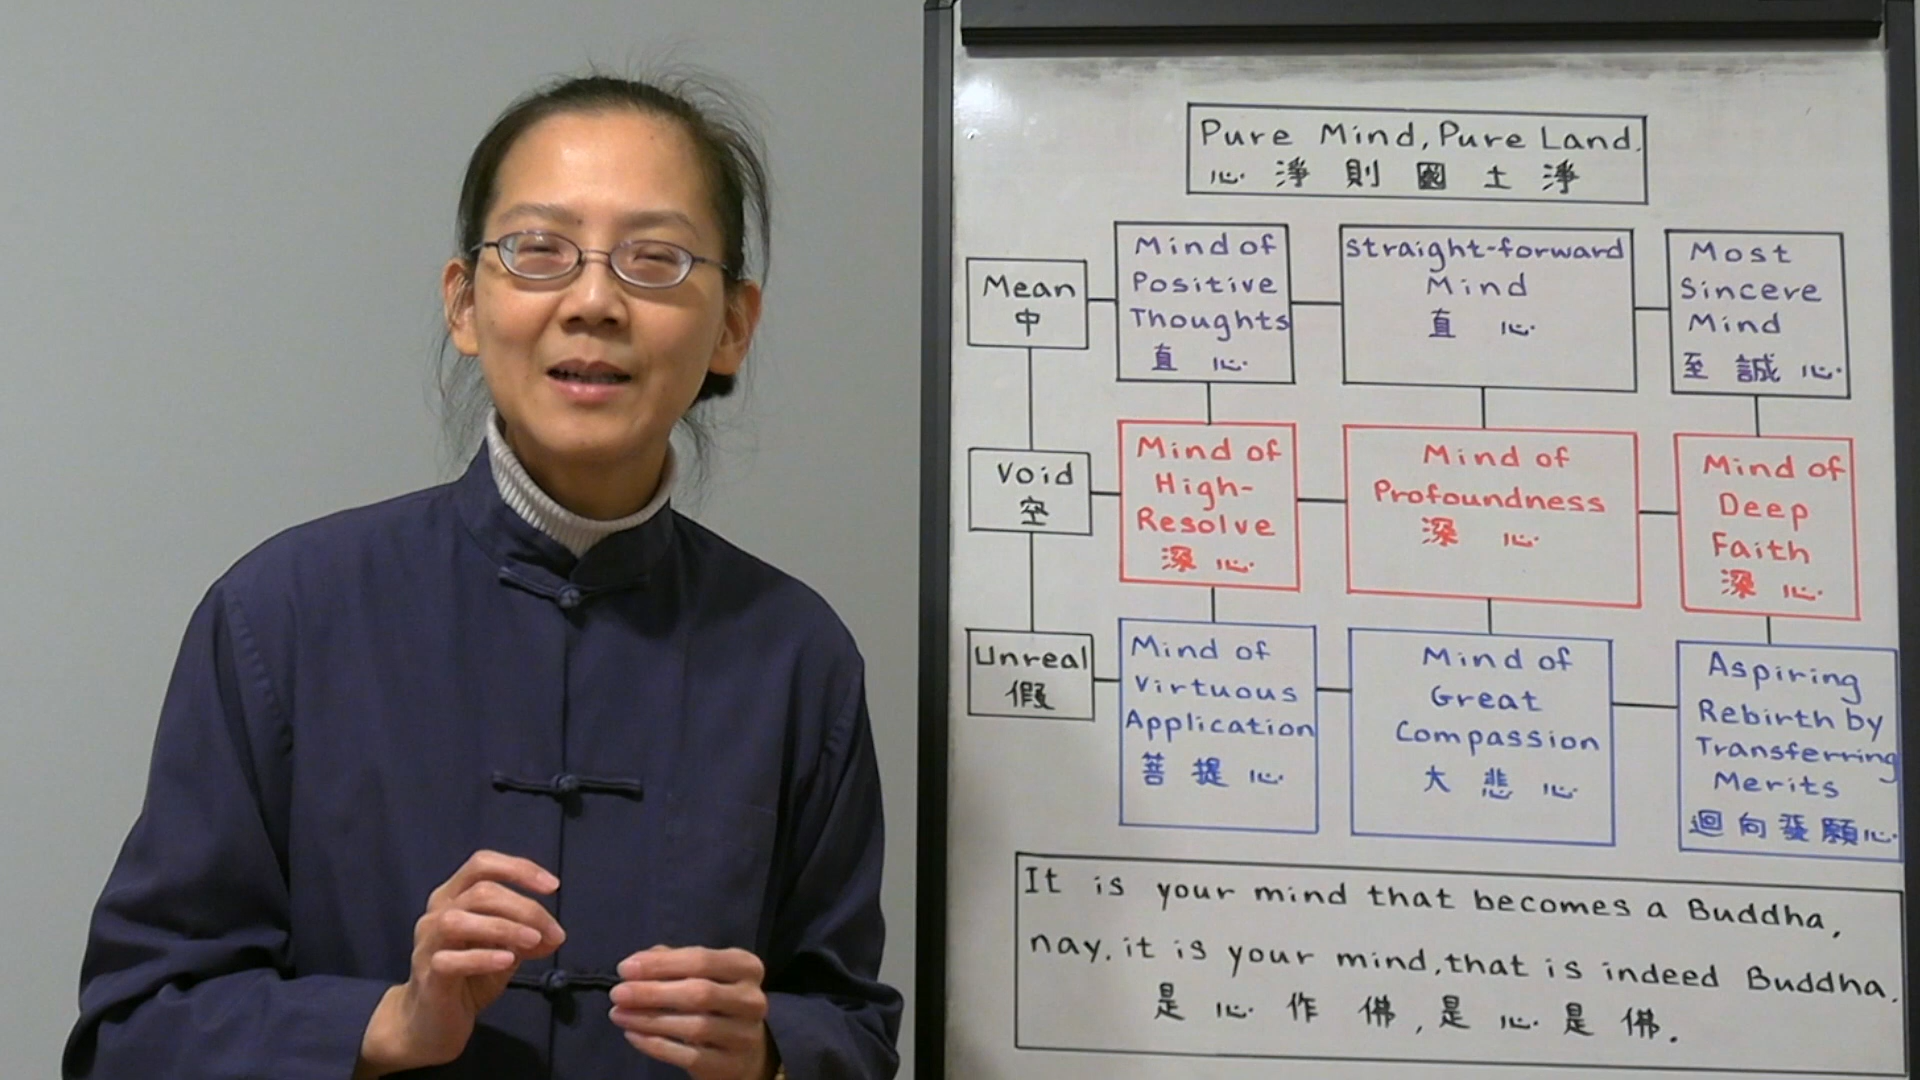 Pure Mind, Pure Land.
心 淨 則 國 土 淨
Mean
中
Mind of
Positive
Thoughts
直 心
straight-forward
Mind
直 心
Most
Sincere
Mind
至 誠 心
Void
空
Mind of
High-
Resolve
深 心
Mind of
Profoundness
深 心
Mind of
Deep
Faith
深 心
Unreal
假
Mind of
Virtuous
Application
菩 提 心
Mind of
Great
Compassion
大 悲 心
Aspiring
Rebirth by
Transferring
Merits
迴 向 發 願 心
It is your mind that becomes a Buddha,
nay, it is your mind, that is indeed Buddha.
是 心 作 佛, 是 心 是 佛.